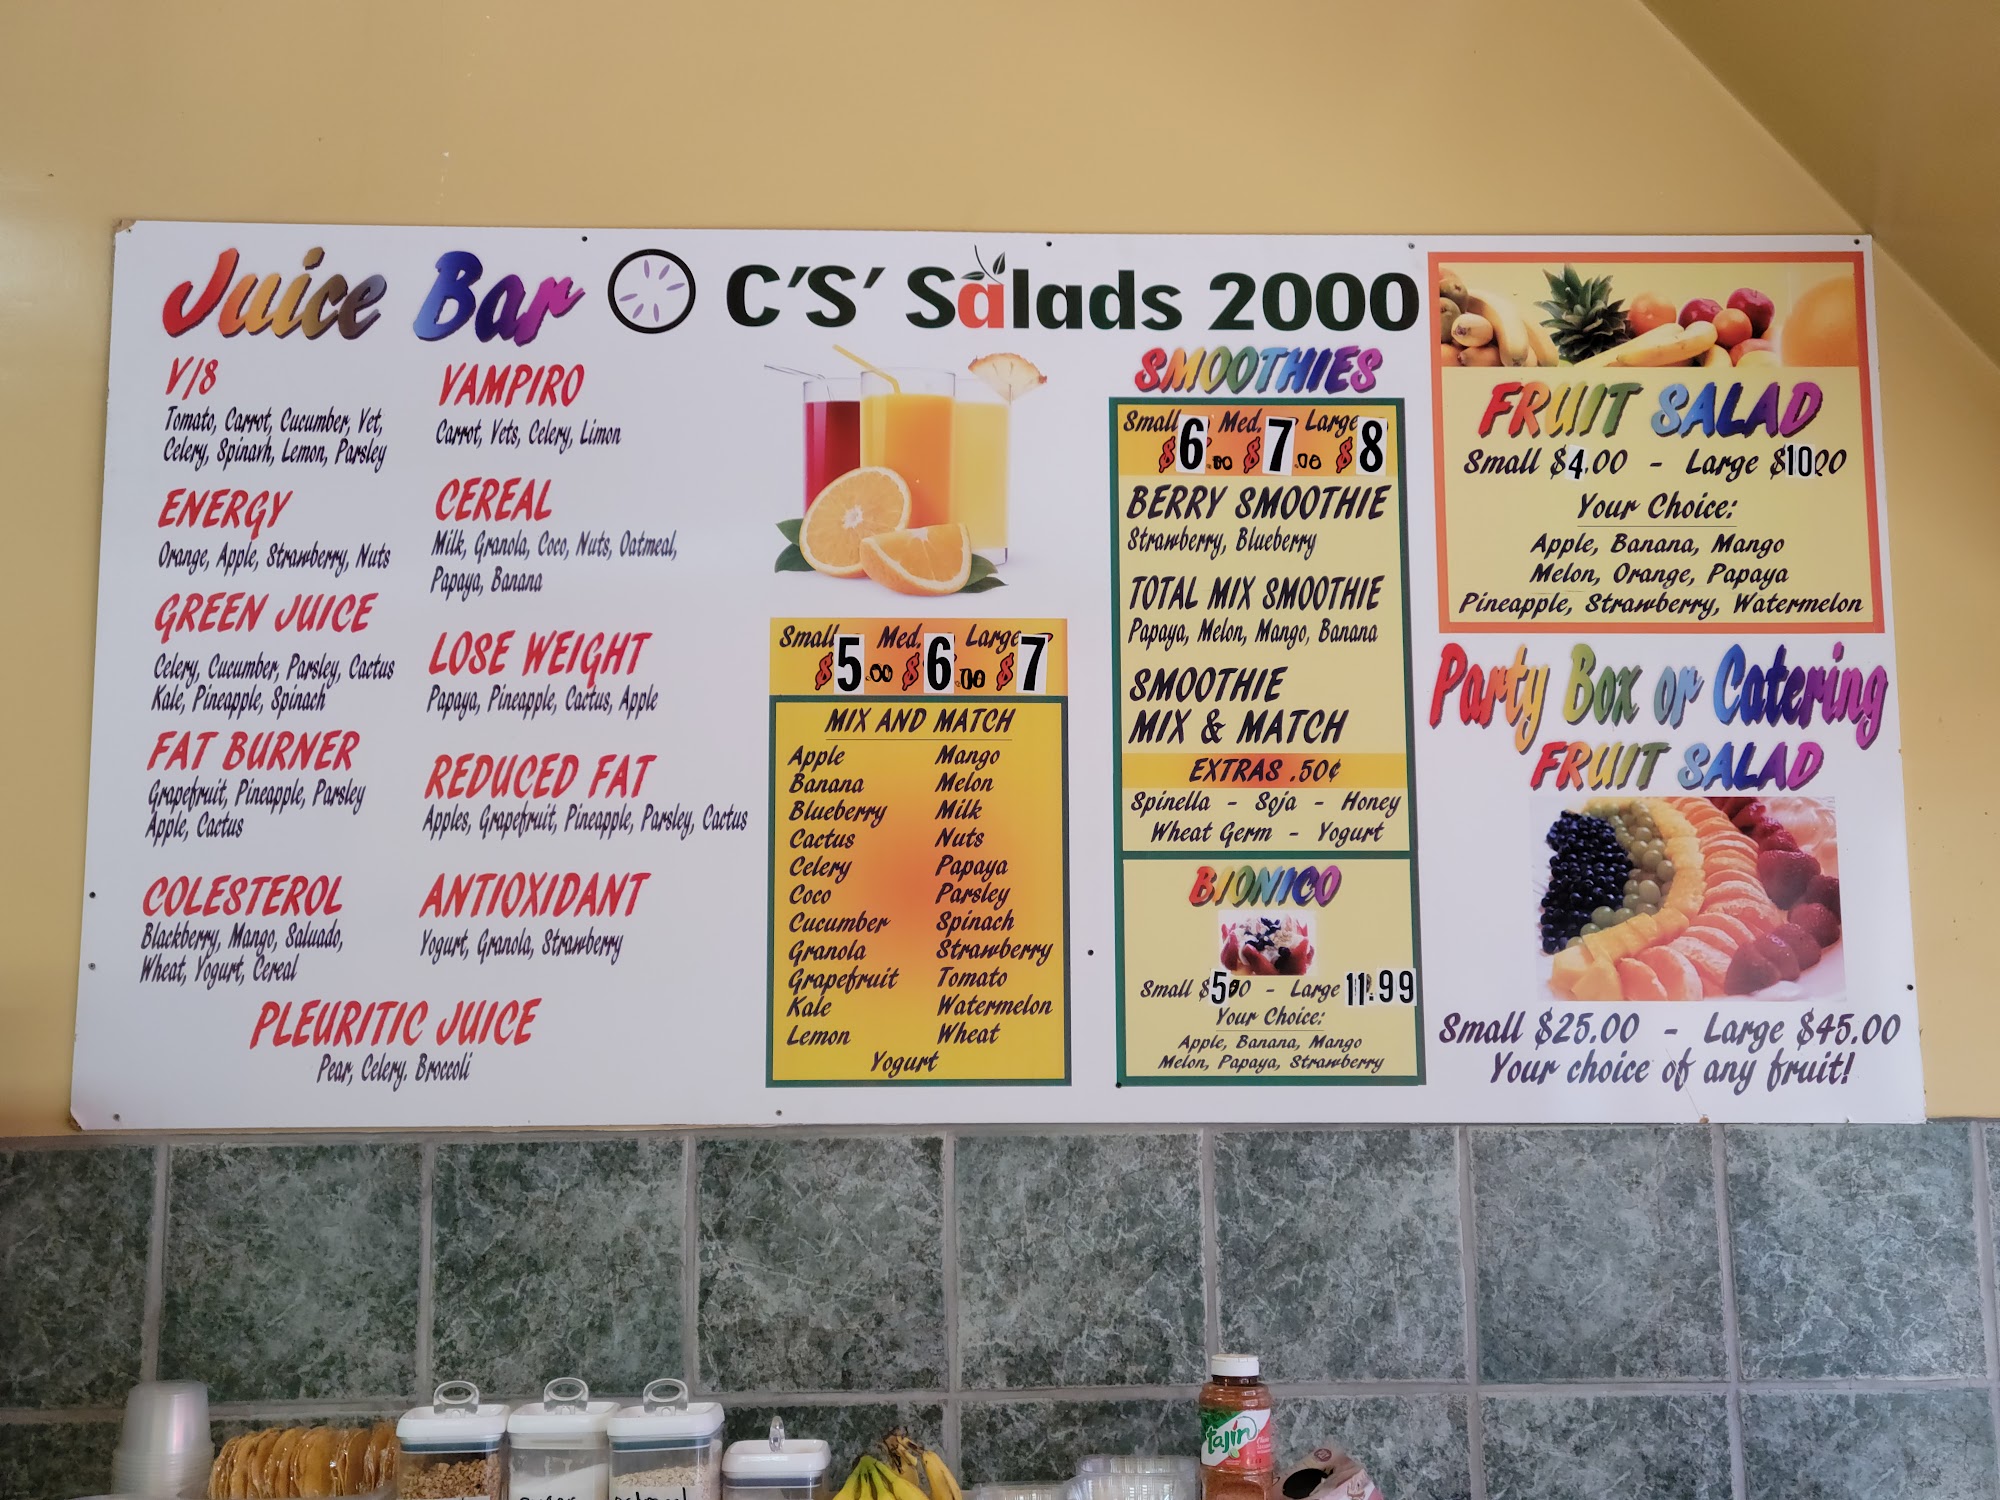 Juice Bar
C'S' Salads 2000
V/8
Tomato, Carrot, Cucumber, Vet,
Celery, Spinavh, Lemon, Parsley
ENERGY
Orange, Apple, Strawberry, Nuts
GREEN JUICE
Celery, Cucumber, Parsley, Cactus
Kale, Pineapple, Spinach
FAT BURNER
Grapefruit, Pineapple, Parsley
Apple, Cactus
COLESTEROL
Blackberry, Mango, Saluado,
Wheat, Yogurt, Cereal
VAMPIRO
Carrot, Vets, Celery, Limon
CEREAL
Milk, Granola, Coco, Nuts, Oatmeal,
Papaya, Banana
LOSE WEIGHT
Papaya, Pineapple, Cactus, Apple
REDUCED FAT
Apples, Grapefruit, Pineapple, Parsley, Cactus
ANTIOXIDANT
Yogurt, Granola, Strawberry
PLEURITIC JUICE
Pear, Celery, Broccoli
Small Med. Large
$5.00 $6.00 $7
MIX AND MATCH
Apple Mango
Banana Melon
Blueberry Milk
Cactus Nuts
Celery Papaya
Coco Parsley
Cucumber Spinach
Granola Strawberry
Grapefruit Tomato
Kale Watermelon
Lemon Wheat
Yogurt
SMOOTHIES
Small Med. Large
$6.00 $7.00 $8
BERRY SMOOTHIE
Strawberry, Blueberry
TOTAL MIX SMOOTHIE
Papaya, Melon, Mango, Banana
SMOOTHIE
MIX & MATCH
EXTRAS .50¢
Spinella - Soja - Honey
Wheat Germ - Yogurt
BIONICO
Small $5.00 - Large 11.99
Your Choice:
Apple, Banana, Mango
Melon, Papaya, Strawberry
FRUIT SALAD
Small $4.00 - Large $10.00
Your Choice:
Apple, Banana, Mango
Melon, Orange, Papaya
Pineapple, Strawberry, Watermelon
Party Box or Catering
FRUIT SALAD
Small $25.00 - Large $45.00
Your choice of any fruit!
tajín